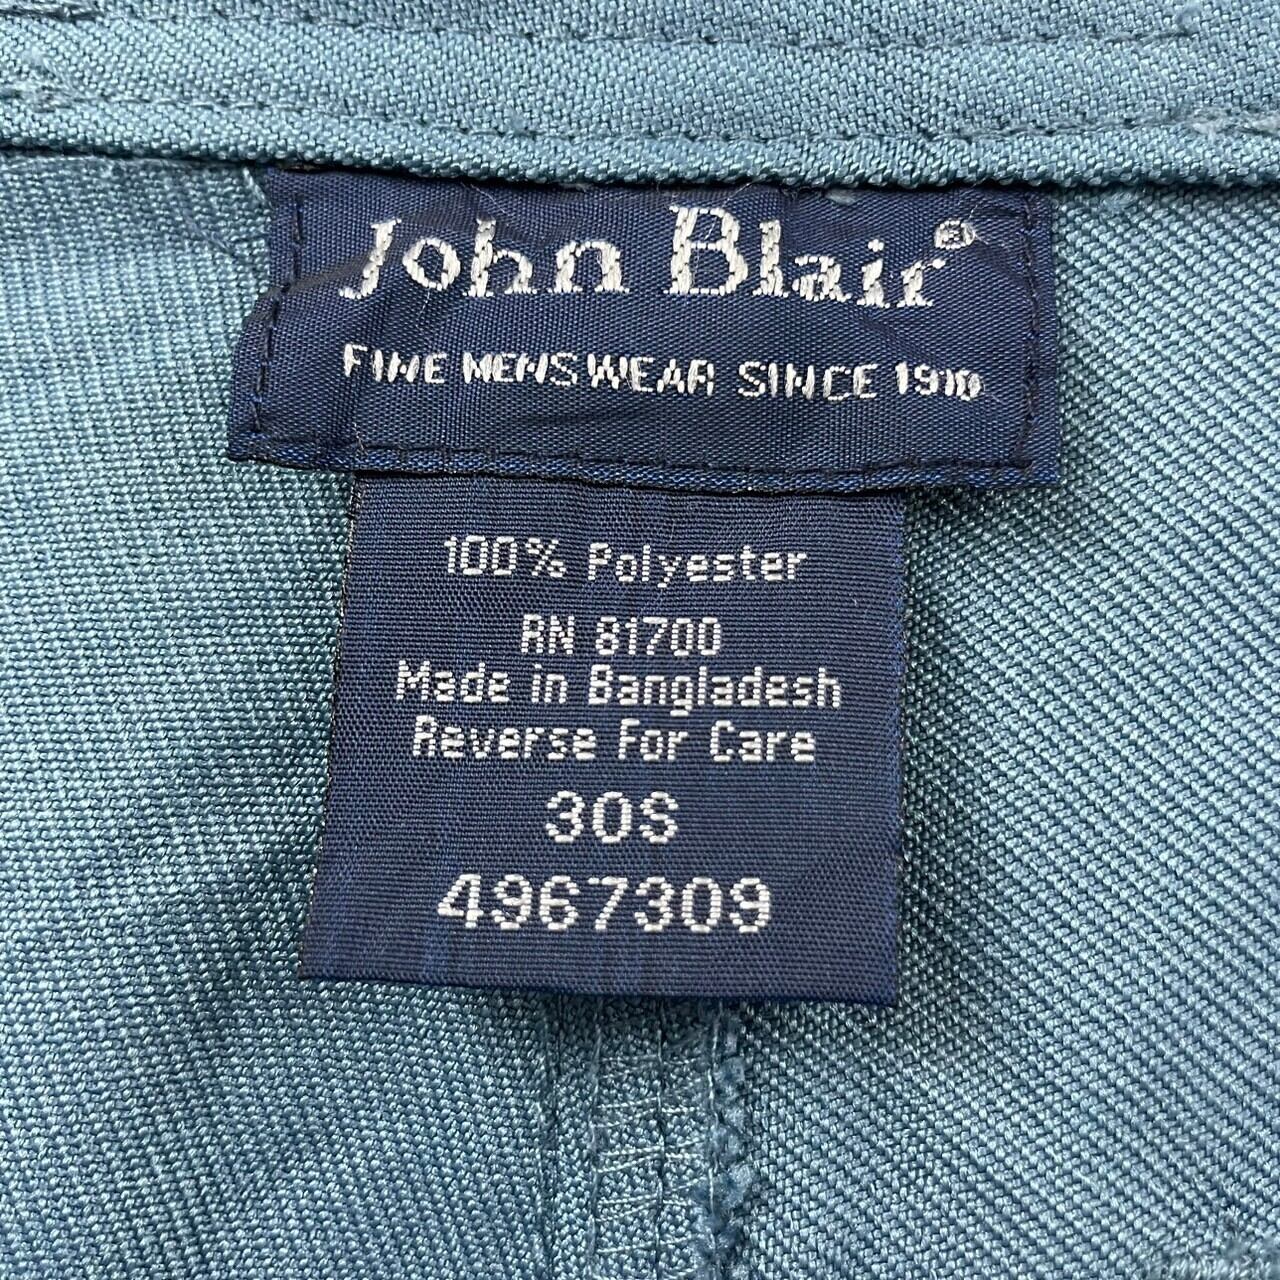 John Blair®
FINE MENSWEAR SINCE 1910
100% Polyester
RN 81700
Made in Bangladesh
Reverse For Care
30S
4967309